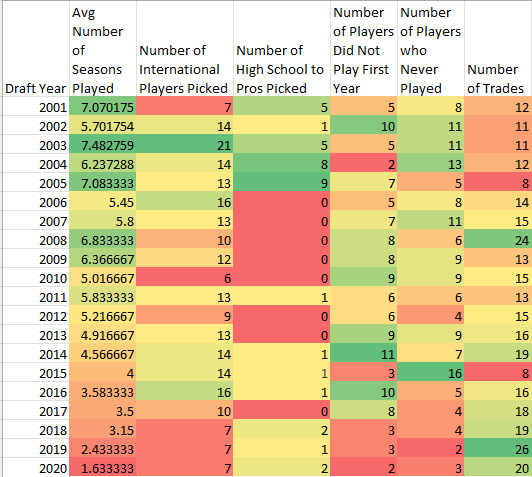 Draft Year Avg Number of Seasons Played Number of International Players Picked Number of High School to Pros Picked Number of Players Did Not Play First Year Number of Players who Never Played Number of Trades
2001 7.070175 7 5 5 8 12
2002 5.701754 14 1 10 11 11
2003 7.482759 21 5 5 11 11
2004 6.237288 14 8 2 13 12
2005 7.083333 13 9 7 5 8
2006 5.45 16 0 5 8 14
2007 5.8 13 0 7 11 15
2008 6.833333 10 0 8 6 24
2009 6.366667 12 0 8 9 13
2010 5.016667 6 0 9 9 15
2011 5.833333 13 1 6 6 13
2012 5.216667 9 0 6 4 15
2013 4.916667 13 0 9 9 16
2014 4.566667 14 1 11 7 19
2015 4 14 1 3 16 8
2016 3.583333 16 1 10 5 16
2017 3.5 10 0 8 4 18
2018 3.15 7 2 3 4 19
2019 2.433333 7 1 3 2 26
2020 1.633333 7 2 2 3 20